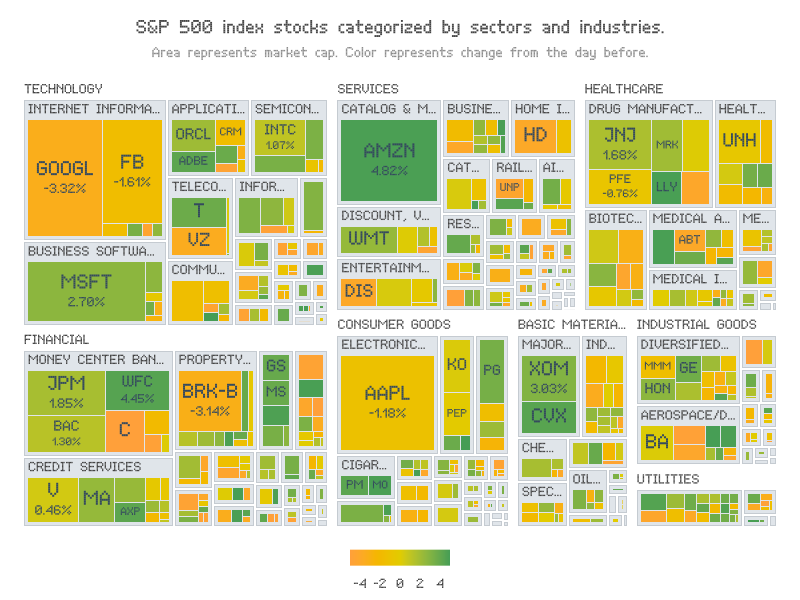 S&P 500 index stocks categorized by sectors and industries.
Area represents market cap. Color represents change from the day before.
TECHNOLOGY
INTERNET INFORMA...
GOOGL
-3.32%
FB
-1.61%
APPLICATI...
ORCL
CRM
ADBE
SEMICON...
INTC
1.07%
TELECO...
T
VZ
INFOR...
BUSINESS SOFTWA...
MSFT
2.70%
COMMU...
SERVICES
CATALOG & M...
AMZN
4.82%
BUSINE...
HOME I...
HD
CAT...
RAIL...
UNP
AI...
DISCOUNT, V...
WMT
RES...
ENTERTAINM...
DIS
HEALTHCARE
DRUG MANUFACT...
JNJ
1.68%
MRK
PFE
-0.76%
LLY
HEALT...
UNH
BIOTEC...
MEDICAL A...
ABT
ME...
MEDICAL I...
FINANCIAL
MONEY CENTER BAN...
JPM
1.85%
WFC
4.45%
BAC
1.30%
C
PROPERTY...
BRK-B
-3.14%
GS
MS
CREDIT SERVICES
V
0.46%
MA
AXP
CONSUMER GOODS
ELECTRONIC...
AAPL
-1.18%
KO
PEP
PG
CIGAR...
PM
MO
BASIC MATERIA...
MAJOR...
XOM
3.03%
CVX
IND...
CHE...
SPEC...
OIL...
INDUSTRIAL GOODS
DIVERSIFIED...
MMM
GE
HON
AEROSPACE/D...
BA
UTILITIES
-4 -2 0 2 4